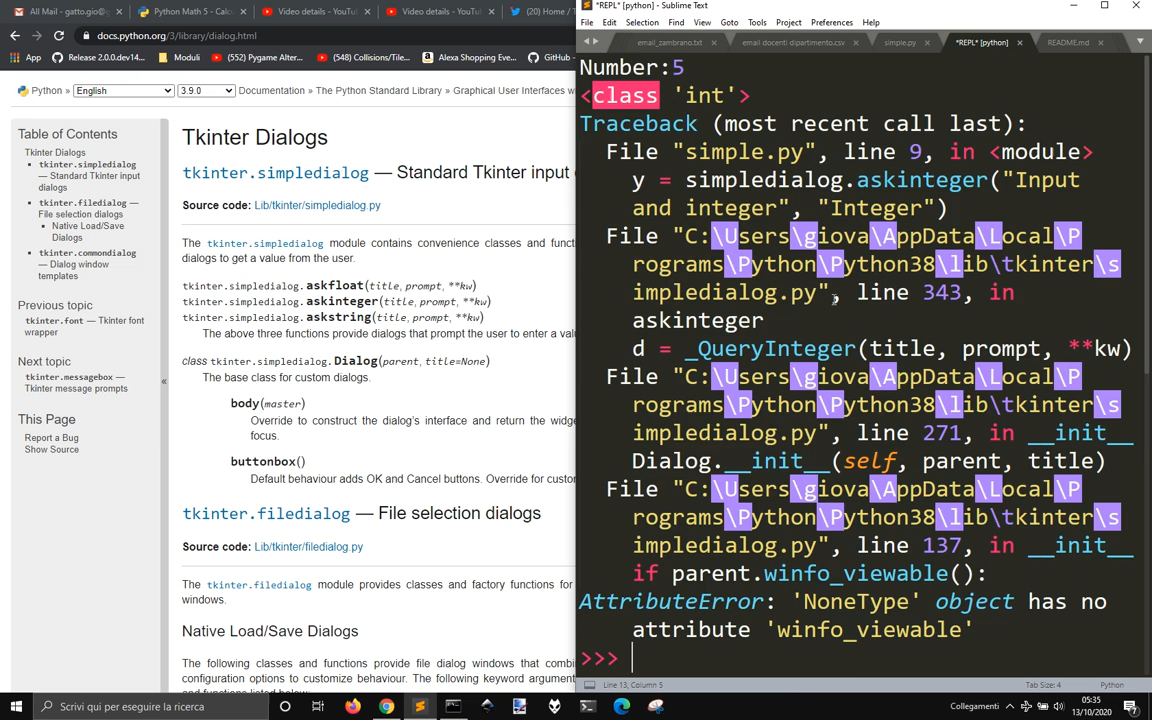 All Mail - gatto.gio@g
Python Math 5 - Calc
Video details - YouTu
Video details - YouTu
(20) Home / T
docs.python.org/3/library/dialog.html
App
Release 2.0.0.dev14...
Moduli
(552) Pygame Alter...
(548) Collisions/Tile...
Alexa Shopping Eve...
GitHub -
Python »
English
3.9.0
Documentation » The Python Standard Library » Graphical User Interfaces w
Table of Contents
Tkinter Dialogs
tkinter.simpledialog
— Standard Tkinter input
dialogs
tkinter.filedialog —
File selection dialogs
Native Load/Save
Dialogs
tkinter.commondialog
— Dialog window
templates
Previous topic
tkinter.font — Tkinter font
wrapper
Next topic
tkinter.messagebox —
Tkinter message prompts
This Page
Report a Bug
Show Source
«
Tkinter Dialogs
tkinter.simpledialog — Standard Tkinter input
Source code: Lib/tkinter/simpledialog.py
The tkinter.simpledialog module contains convenience classes and funct
dialogs to get a value from the user.
tkinter.simpledialog.askfloat(title, prompt, **kw)
tkinter.simpledialog.askinteger(title, prompt, **kw)
tkinter.simpledialog.askstring(title, prompt, **kw)
The above three functions provide dialogs that prompt the user to enter a valu
class tkinter.simpledialog.Dialog(parent, title=None)
The base class for custom dialogs.
body(master)
Override to construct the dialog's interface and return the widge
focus.
buttonbox()
Default behaviour adds OK and Cancel buttons. Override for custom
tkinter.filedialog — File selection dialogs
Source code: Lib/tkinter/filedialog.py
The tkinter.filedialog module provides classes and factory functions for
windows.
Native Load/Save Dialogs
The following classes and functions provide file dialog windows that combi
configuration options to customize behaviour. The following keyword argument
*REPL* [python] - Sublime Text
File Edit Selection Find View Goto Tools Project Preferences Help
email_zambrano.txt
email docenti dipartimento.csv
simple.py
*REPL* [python]
README.md
Number:5
<class 'int'>
Traceback (most recent call last):
File "simple.py", line 9, in <module>
y = simpledialog.askinteger("Input
and integer", "Integer")
File "C:\Users\giova\AppData\Local\P
rograms\Python\Python38\lib\tkinter\s
impledialog.py", line 343, in
askinteger
d = _QueryInteger(title, prompt, **kw)
File "C:\Users\giova\AppData\Local\P
rograms\Python\Python38\lib\tkinter\s
impledialog.py", line 271, in __init__
Dialog.__init__(self, parent, title)
File "C:\Users\giova\AppData\Local\P
rograms\Python\Python38\lib\tkinter\s
impledialog.py", line 137, in __init__
if parent.winfo_viewable():
AttributeError: 'NoneType' object has no
attribute 'winfo_viewable'
>>>
Line 13, Column 5
Tab Size: 4
Python
Scrivi qui per eseguire la ricerca
Collegamenti
05:35
13/10/2020
7